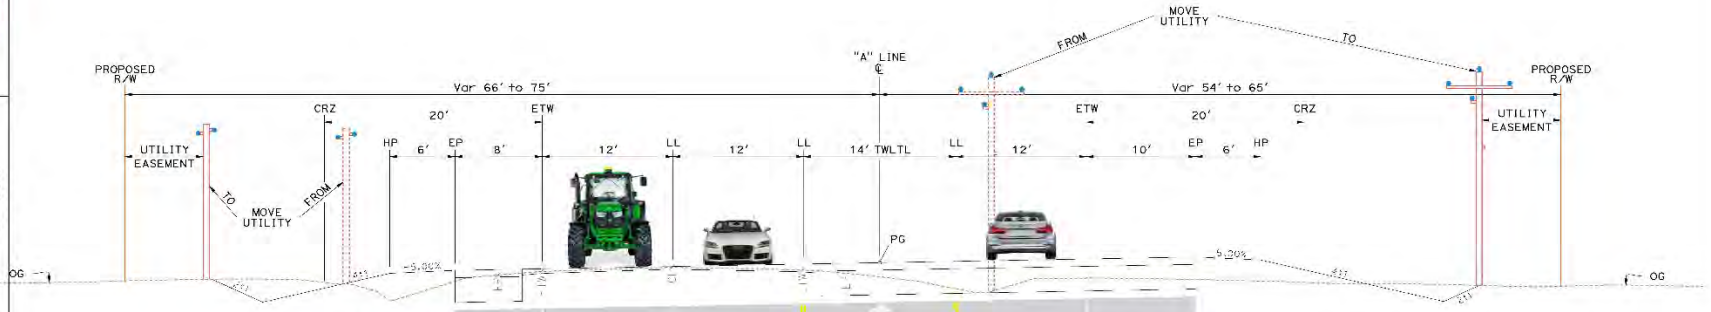 MOVE
UTILITY
FROM
TO
"A" LINE
℄
PROPOSED
R/W
PROPOSED
R/W
Var 66' to 75'
Var 54' to 65'
CRZ
ETW
ETW
CRZ
20'
20'
UTILITY
EASEMENT
HP
6'
EP
8'
12'
LL
12'
LL
14' TWLTL
LL
12'
10'
EP
6'
HP
UTILITY
EASEMENT
TO
FROM
MOVE
UTILITY
PG
OG
-5.00%
4:1
OG